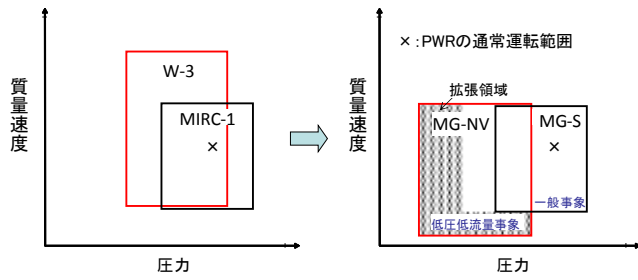 質量速度
W-3
MIRC-1
×
圧力
×:PWRの通常運転範囲
質量速度
拡張領域
MG-NV
MG-S
×
一般事象
低圧低流量事象
圧力